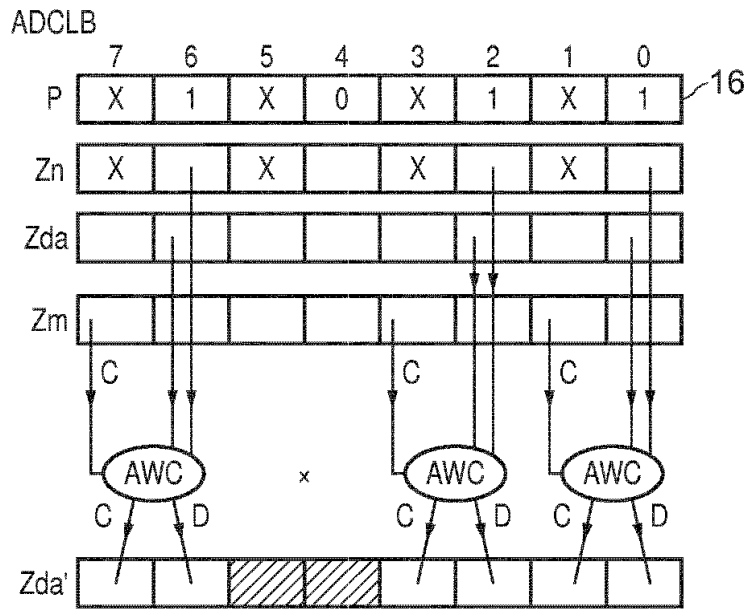 ADCLB
7 6 5 4 3 2 1 0
P X 1 X 0 X 1 X 1 16
Zn X X X X
Zda
Zm
C C C
AWC x AWC AWC
C D C D C D
Zda'